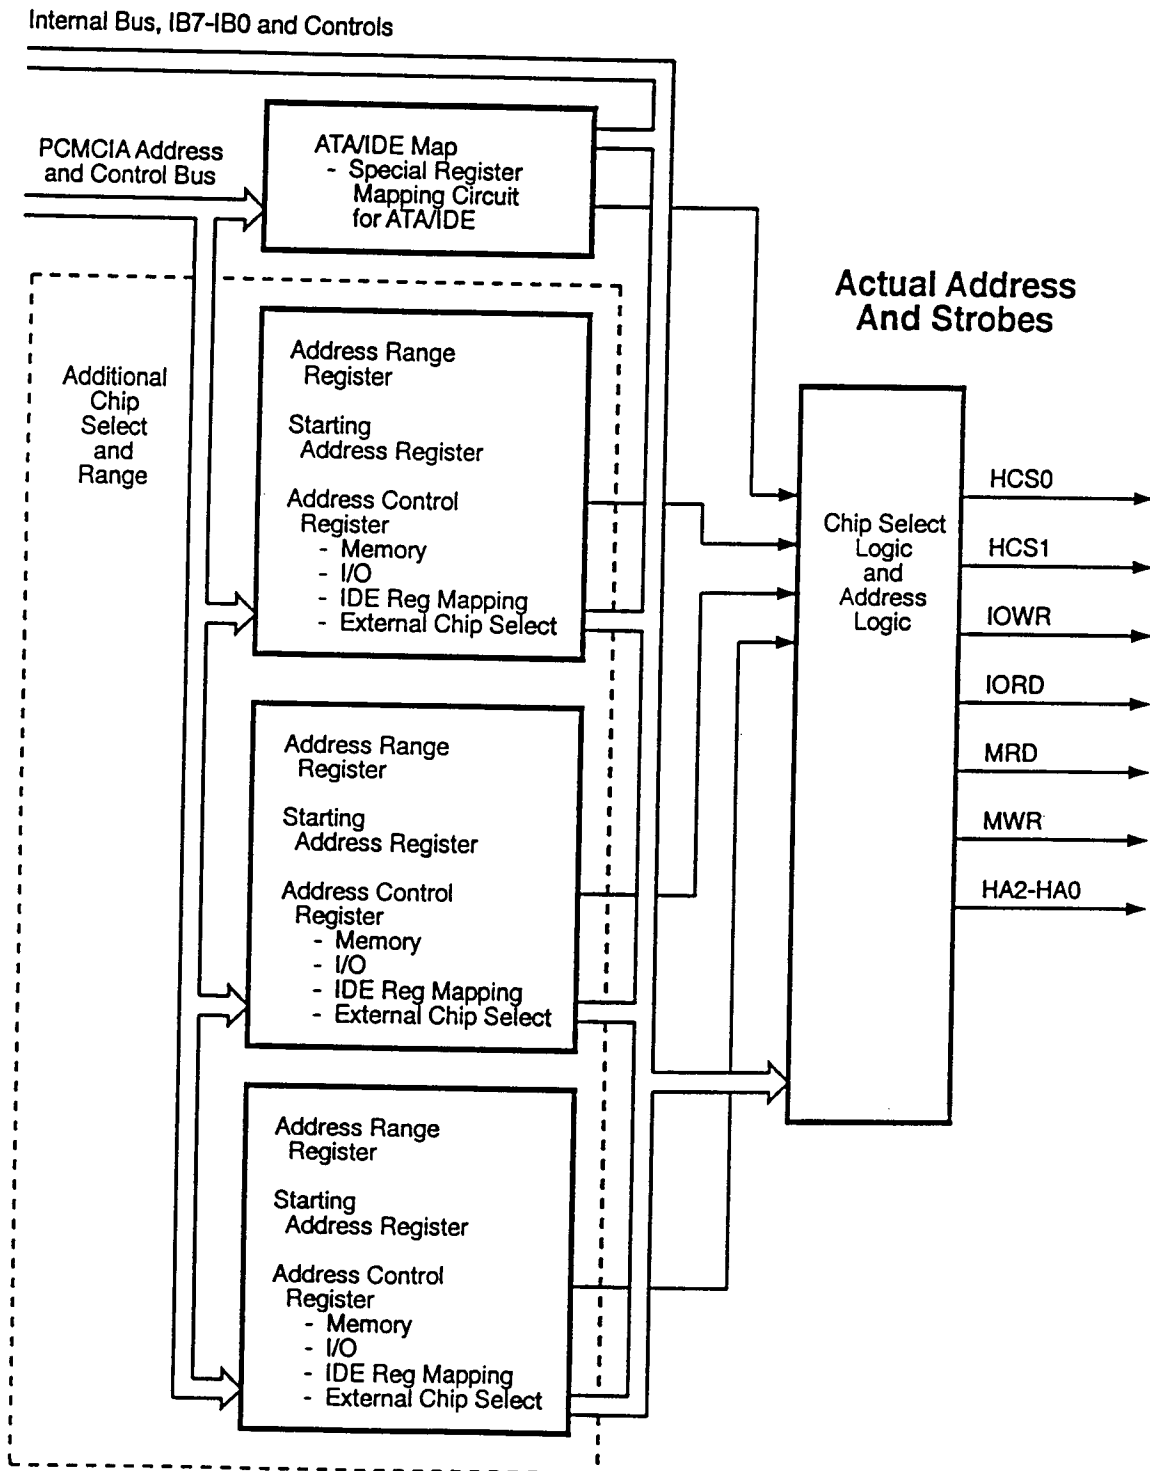 Internal Bus, IB7-IB0 and Controls
PCMCIA Address
and Control Bus
ATA/IDE Map
- Special Register
Mapping Circuit
for ATA/IDE
Additional
Chip
Select
and
Range
Address Range
Register
Starting
Address Register
Address Control
Register
- Memory
- I/O
- IDE Reg Mapping
- External Chip Select
Address Range
Register
Starting
Address Register
Address Control
Register
- Memory
- I/O
- IDE Reg Mapping
- External Chip Select
Address Range
Register
Starting
Address Register
Address Control
Register
- Memory
- I/O
- IDE Reg Mapping
- External Chip Select
Actual Address
And Strobes
Chip Select
Logic
and
Address
Logic
HCS0
HCS1
IOWR
IORD
MRD
MWR
HA2-HA0